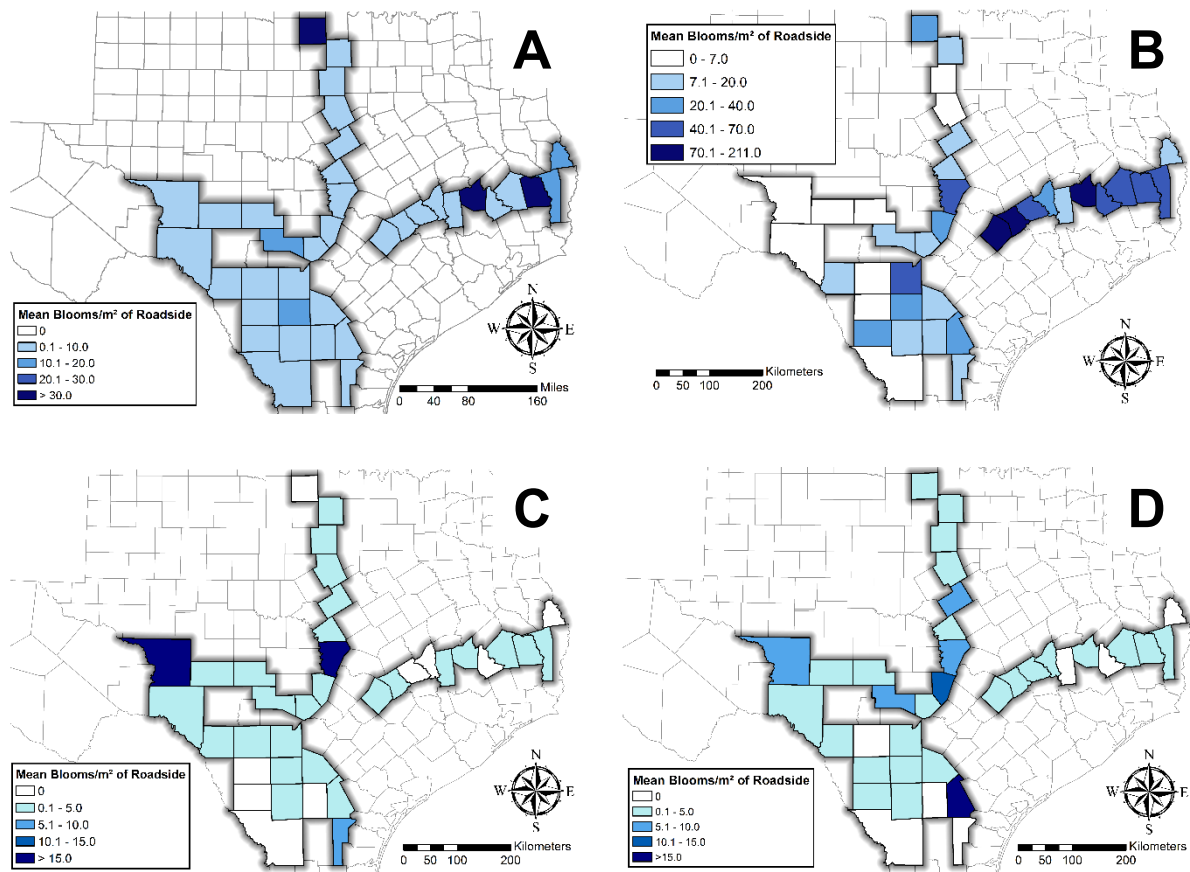 A
Mean Blooms/m² of Roadside
0
0.1 - 10.0
10.1 - 20.0
20.1 - 30.0
> 30.0
N
W E
S
Miles
0 40 80 160
B
Mean Blooms/m² of Roadside
0 - 7.0
7.1 - 20.0
20.1 - 40.0
40.1 - 70.0
70.1 - 211.0
Kilometers
0 50 100 200
N
W E
S
C
Mean Blooms/m² of Roadside
0
0.1 - 5.0
5.1 - 10.0
10.1 - 15.0
>15.0
N
W E
S
Kilometers
0 50 100 200
D
Mean Blooms/m² of Roadside
0
0.1 - 5.0
5.1 - 10.0
10.1 - 15.0
>15.0
N
W E
S
Kilometers
0 50 100 200